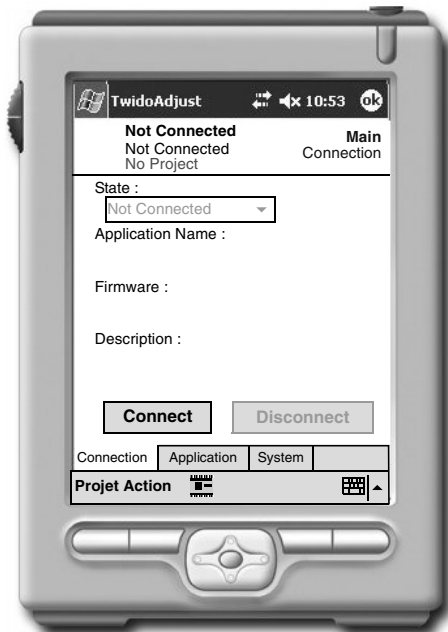 TwidoAdjust 10:53 ok
Not Connected Main
Not Connected Connection
No Project
State :
Not Connected
Application Name :
Firmware :
Description :
Connect Disconnect
Connection Application System
Projet Action